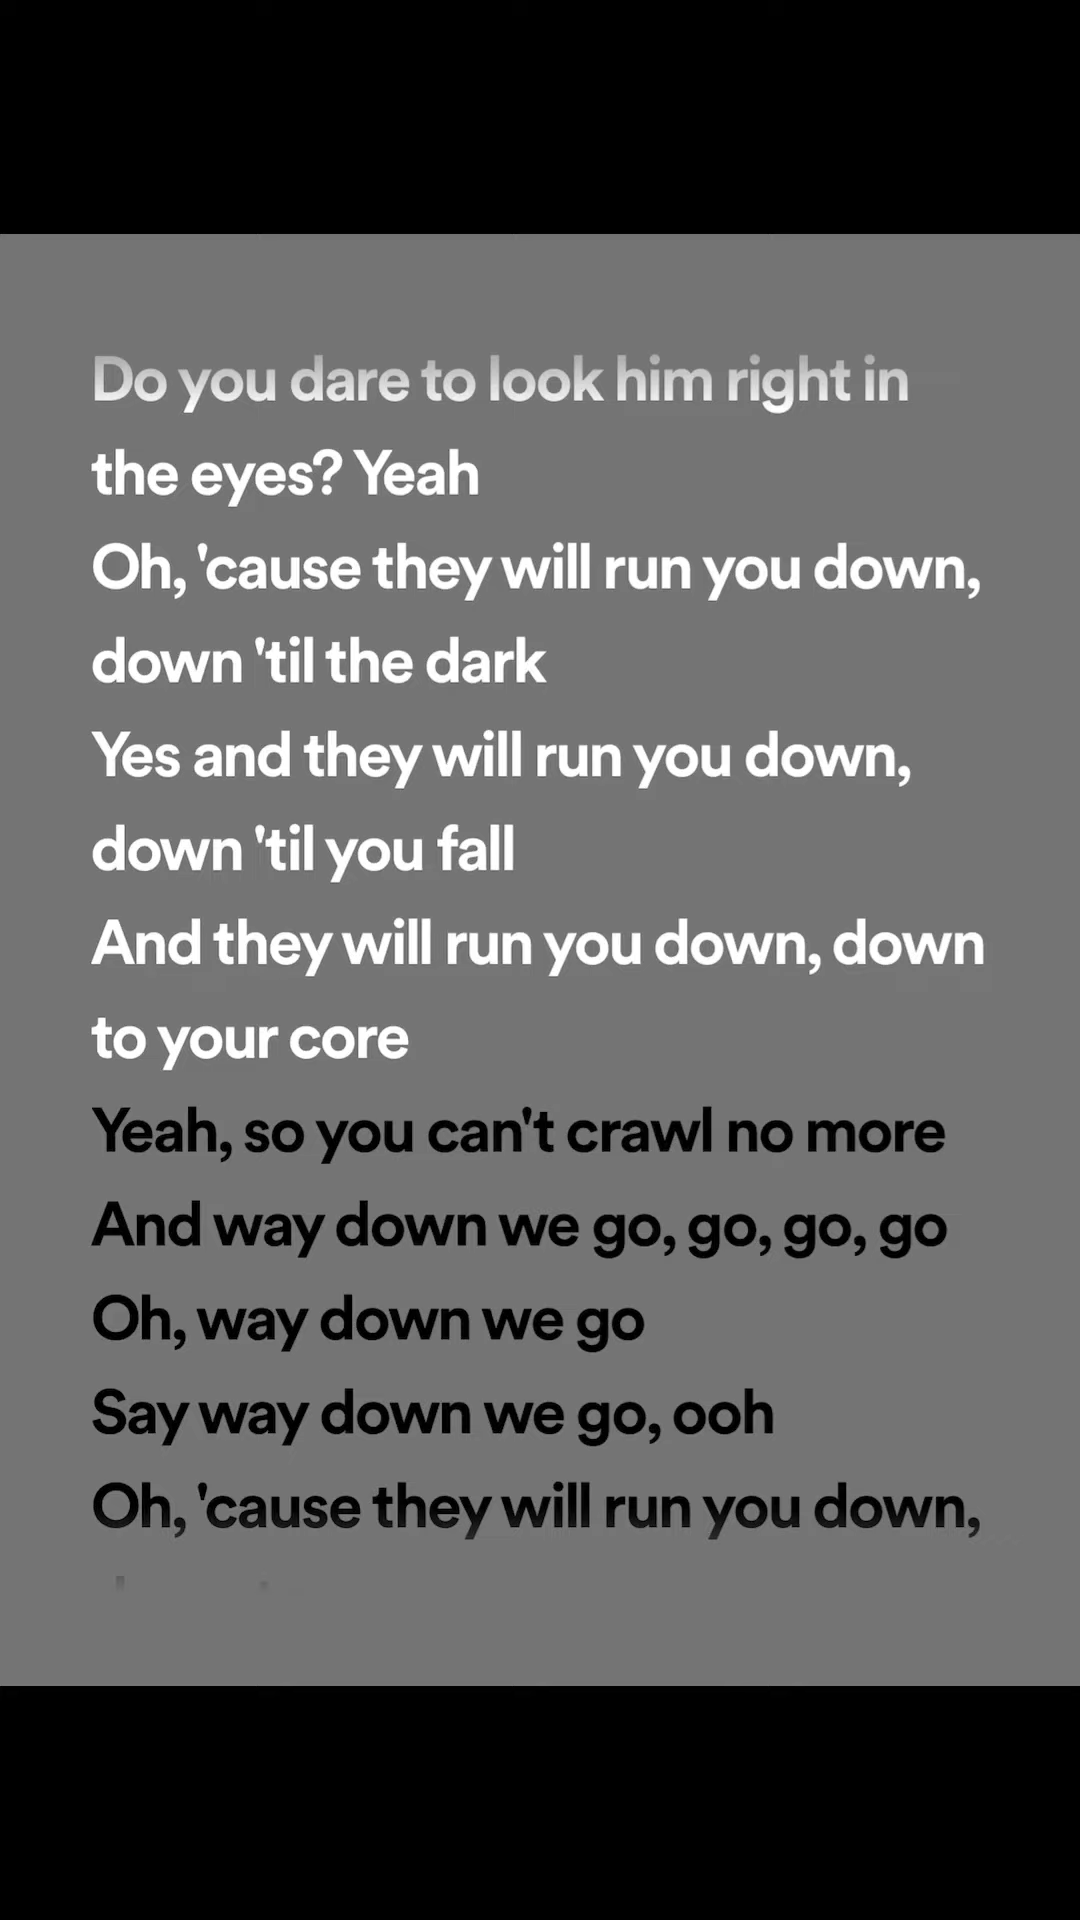 Do you dare to look him right in
the eyes? Yeah
Oh, 'cause they will run you down,
down 'til the dark
Yes and they will run you down,
down 'til you fall
And they will run you down, down
to your core
Yeah, so you can't crawl no more
And way down we go, go, go, go
Oh, way down we go
Say way down we go, ooh
Oh, 'cause they will run you down,